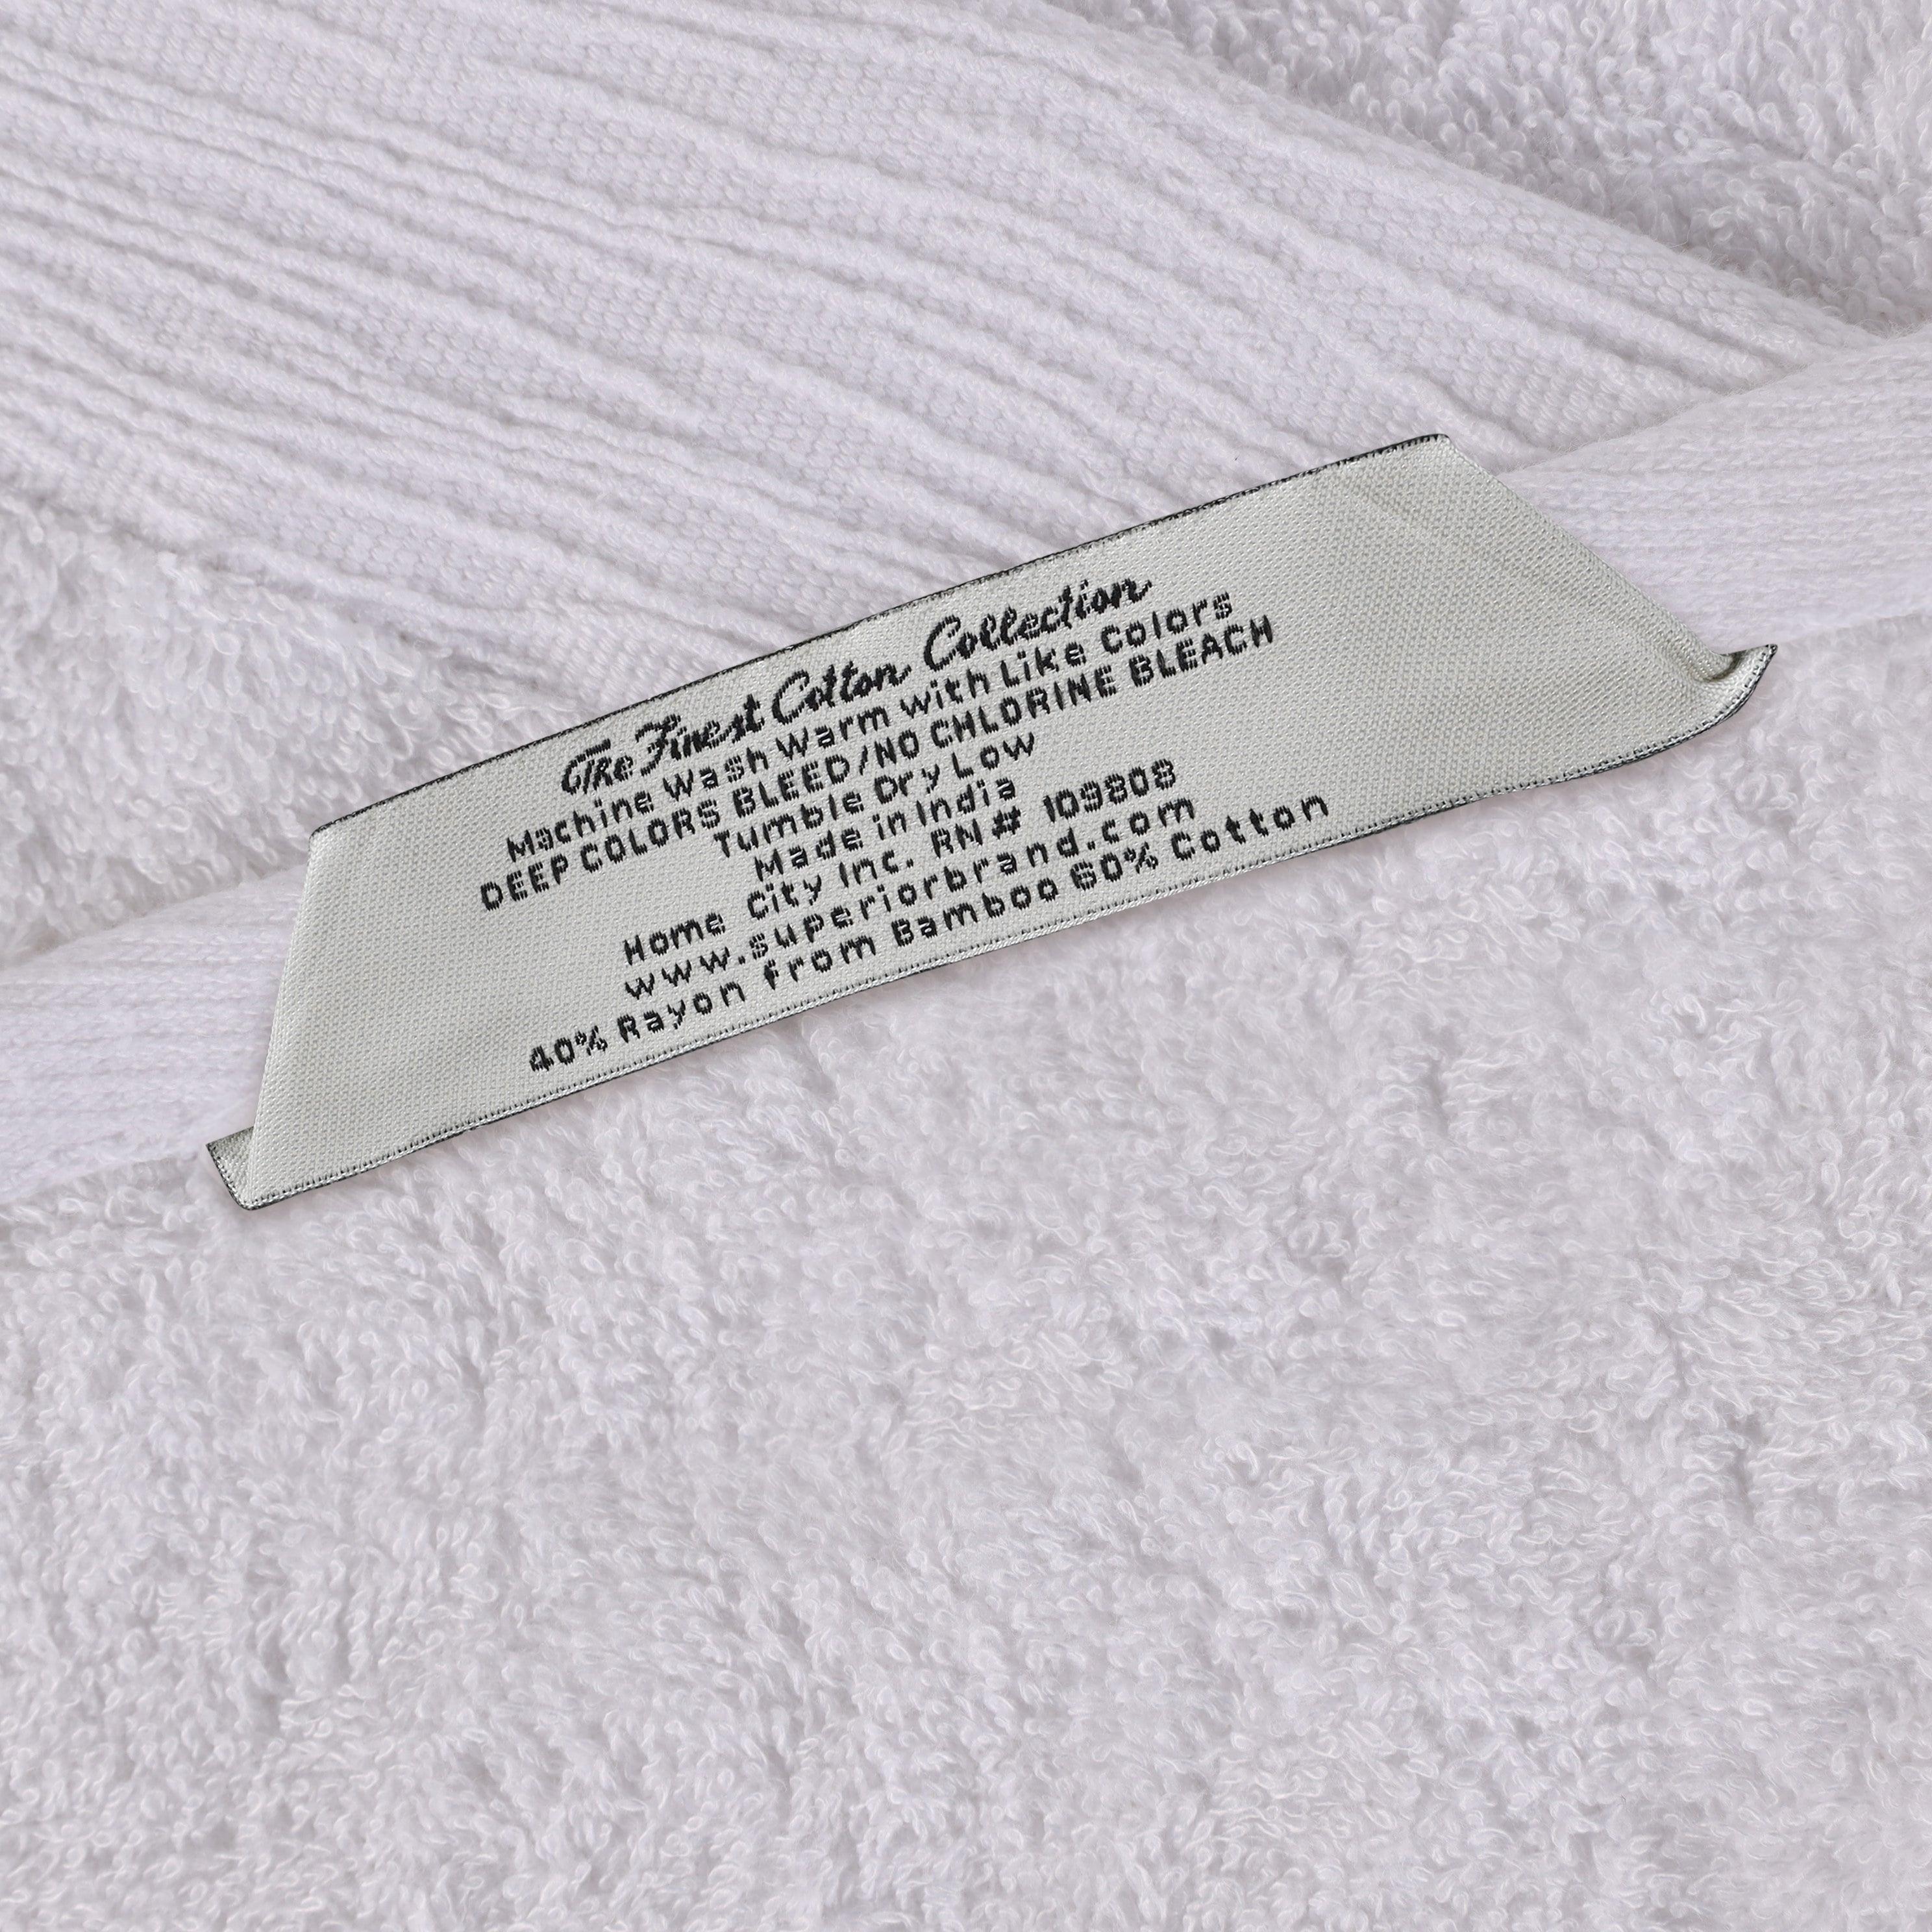 The Finest Cotton Collection
Machine Wash Warm with Like Colors
DEEP COLORS BLEED/NO CHLORINE BLEACH
Tumble Dry Low
Made in India
Home City Inc. RN# 109808
www.superiorbrand.com
40% Rayon from Bamboo 60% Cotton